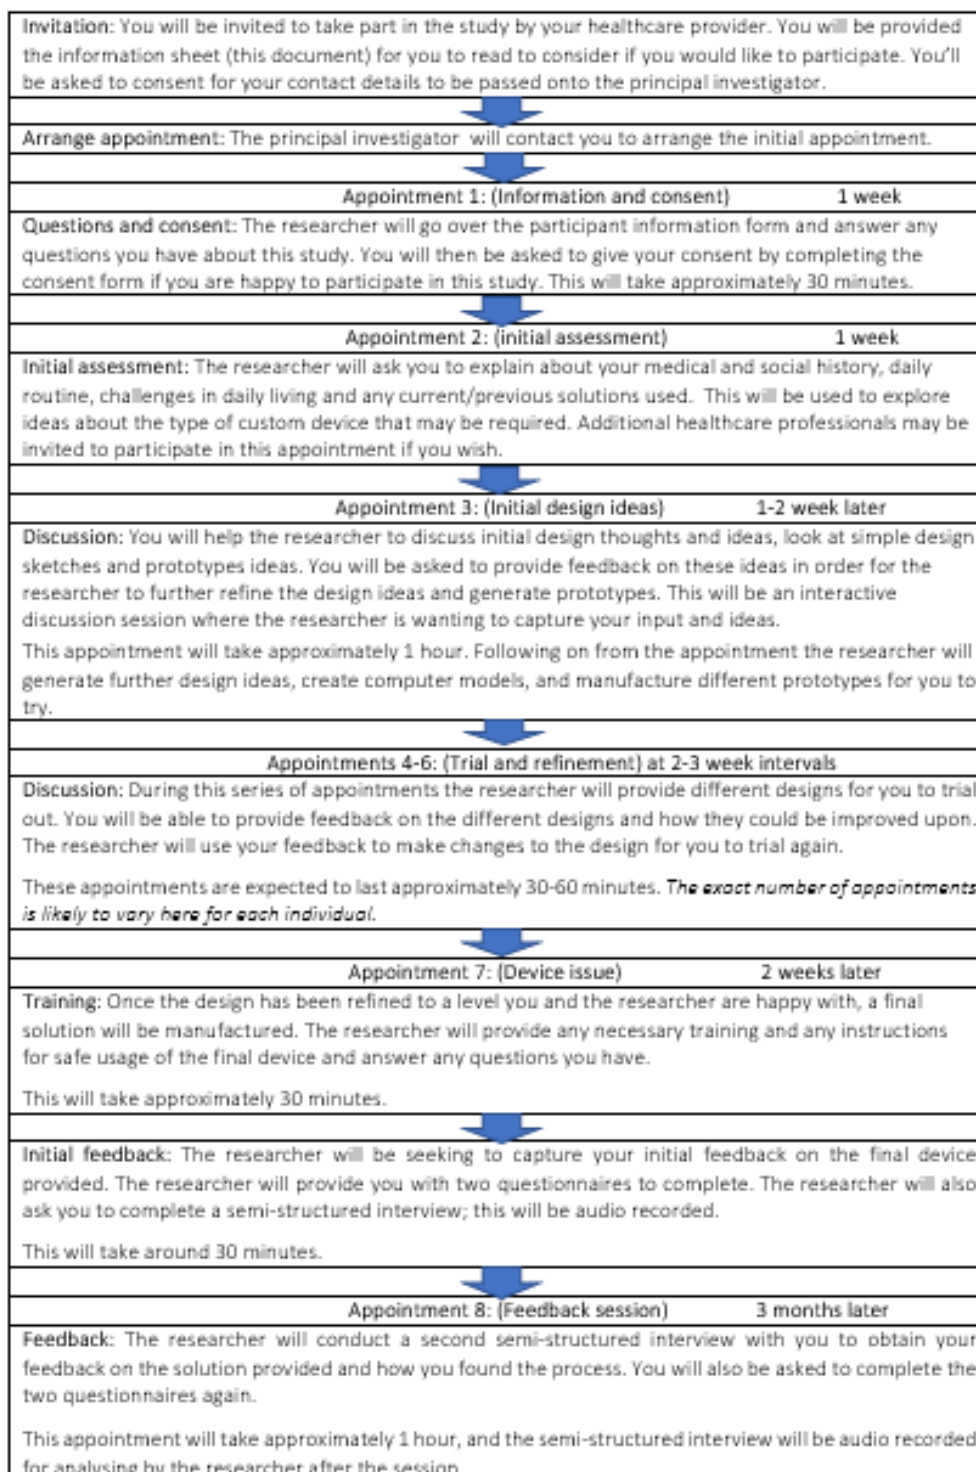 Invitation: You will be invited to take part in the study by your healthcare provider. You will be provided
the information sheet (this document) for you to read to consider if you would like to participate. You'll
be asked to consent for your contact details to be passed onto the principal investigator.
Arrange appointment: The principal investigator will contact you to arrange the initial appointment.
Appointment 1: (Information and consent) 1 week
Questions and consent: The researcher will go over the participant information form and answer any
questions you have about this study. You will then be asked to give your consent by completing the
consent form if you are happy to participate in this study. This will take approximately 30 minutes.
Appointment 2: (initial assessment) 1 week
Initial assessment: The researcher will ask you to explain about your medical and social history, daily
routine, challenges in daily living and any current/previous solutions used. This will be used to explore
ideas about the type of custom device that may be required. Additional healthcare professionals may be
invited to participate in this appointment if you wish.
Appointment 3: (Initial design ideas) 1-2 week later
Discussion: You will help the researcher to discuss initial design thoughts and ideas, look at simple design
sketches and prototypes ideas. You will be asked to provide feedback on these ideas in order for the
researcher to further refine the design ideas and generate prototypes. This will be an interactive
discussion session where the researcher is wanting to capture your input and ideas.
This appointment will take approximately 1 hour. Following on from the appointment the researcher will
generate further design ideas, create computer models, and manufacture different prototypes for you to
try.
Appointments 4-6: (Trial and refinement) at 2-3 week intervals
Discussion: During this series of appointments the researcher will provide different designs for you to trial
out. You will be able to provide feedback on the different designs and how they could be improved upon.
The researcher will use your feedback to make changes to the design for you to trial again.
These appointments are expected to last approximately 30-60 minutes. The exact number of appointments
is likely to vary here for each individual.
Appointment 7: (Device issue) 2 weeks later
Training: Once the design has been refined to a level you and the researcher are happy with, a final
solution will be manufactured. The researcher will provide any necessary training and any instructions
for safe usage of the final device and answer any questions you have.
This will take approximately 30 minutes.
Initial feedback: The researcher will be seeking to capture your initial feedback on the final device
provided. The researcher will provide you with two questionnaires to complete. The researcher will also
ask you to complete a semi-structured interview; this will be audio recorded.
This will take around 30 minutes.
Appointment 8: (Feedback session) 3 months later
Feedback: The researcher will conduct a second semi-structured interview with you to obtain your
feedback on the solution provided and how you found the process. You will also be asked to complete the
two questionnaires again.
This appointment will take approximately 1 hour, and the semi-structured interview will be audio recorded
for analysing by the researcher after the session